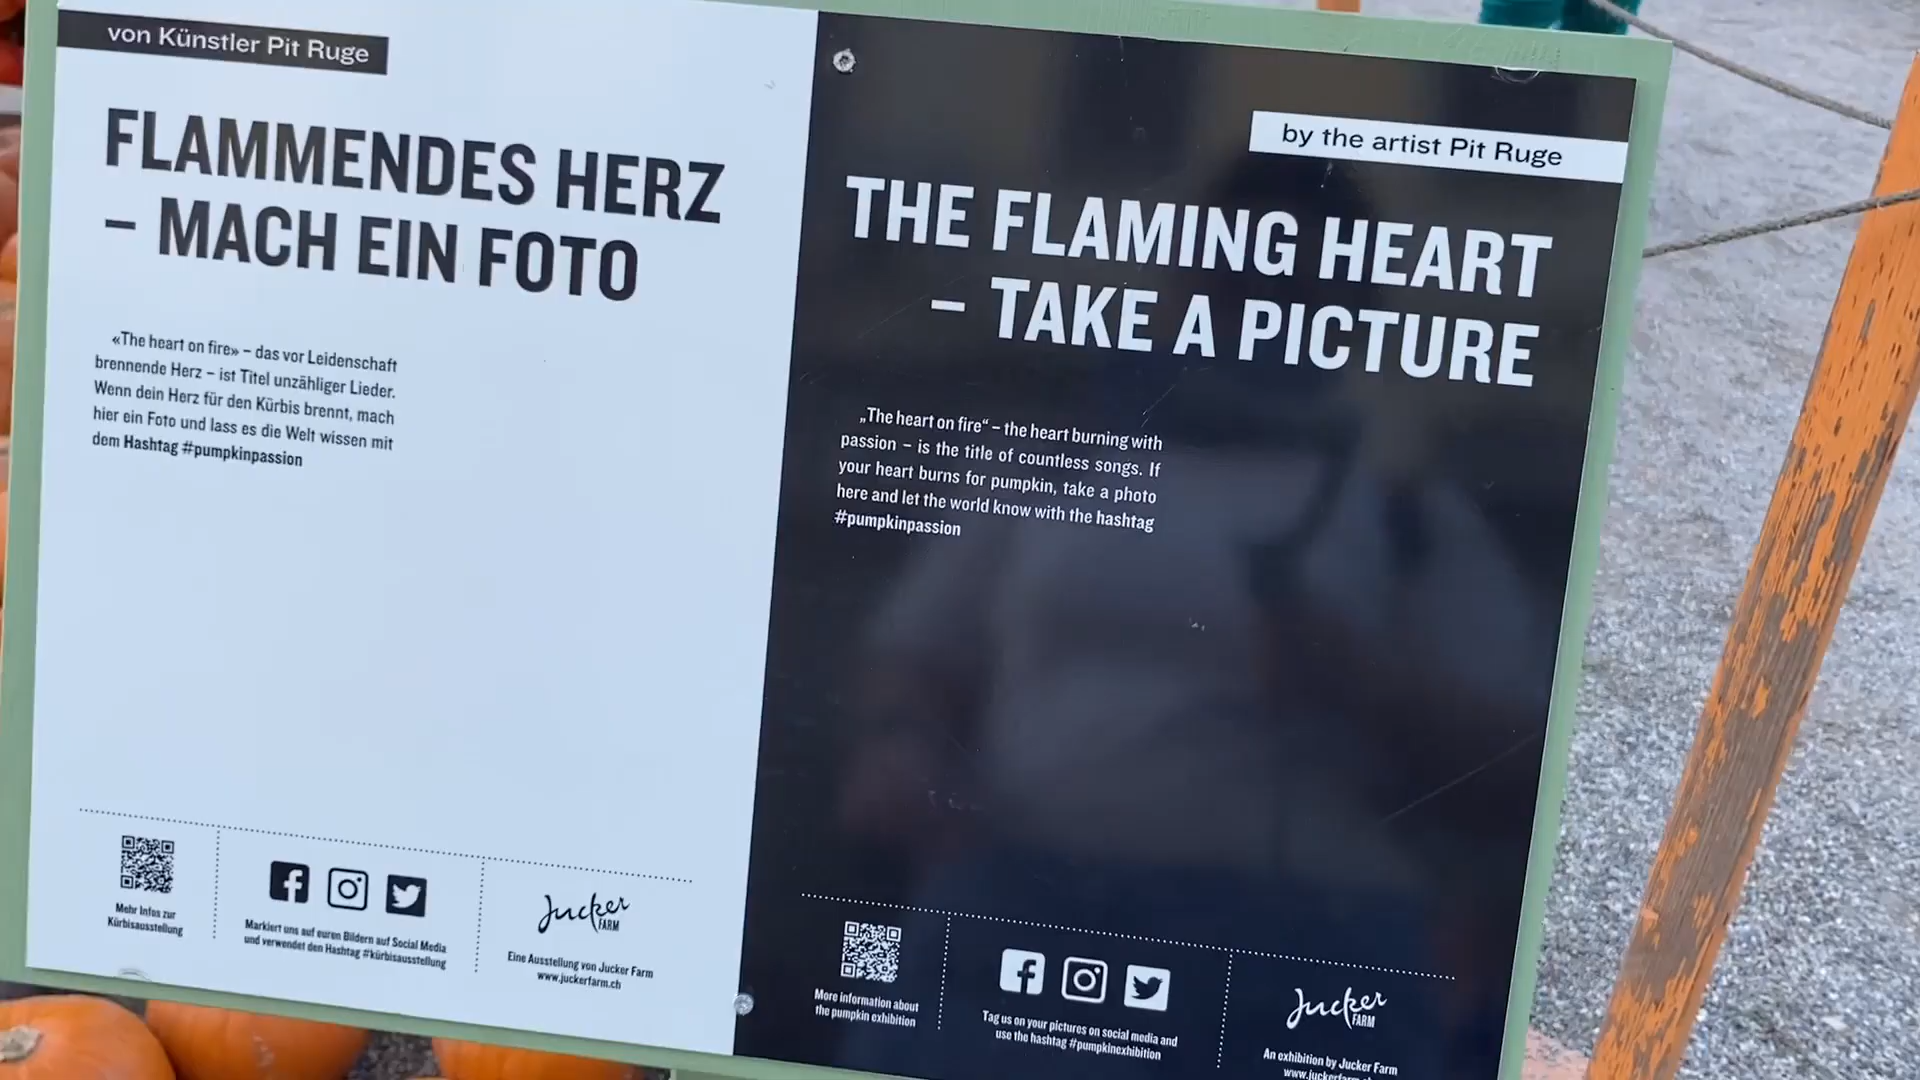 von Künstler Pit Ruge
FLAMMENDES HERZ
– MACH EIN FOTO
«The heart on fire» – das vor Leidenschaft
brennende Herz – ist Titel unzähliger Lieder.
Wenn dein Herz für den Kürbis brennt, mach
hier ein Foto und lass es die Welt wissen mit
dem Hashtag #pumpkinpassion
Mehr Infos zur
Kürbisausstellung
Markiert uns auf euren Bildern auf Social Media
und verwendet den Hashtag #kürbisausstellung
Jucker
FARM
Eine Ausstellung von Jucker Farm
www.juckerfarm.ch
by the artist Pit Ruge
THE FLAMING HEART
– TAKE A PICTURE
„The heart on fire“ – the heart burning with
passion – is the title of countless songs. If
your heart burns for pumpkin, take a photo
here and let the world know with the hashtag
#pumpkinpassion
More information about
the pumpkin exhibition
Tag us on your pictures on social media and
use the hashtag #pumpkinexhibition
Jucker
FARM
An exhibition by Jucker Farm